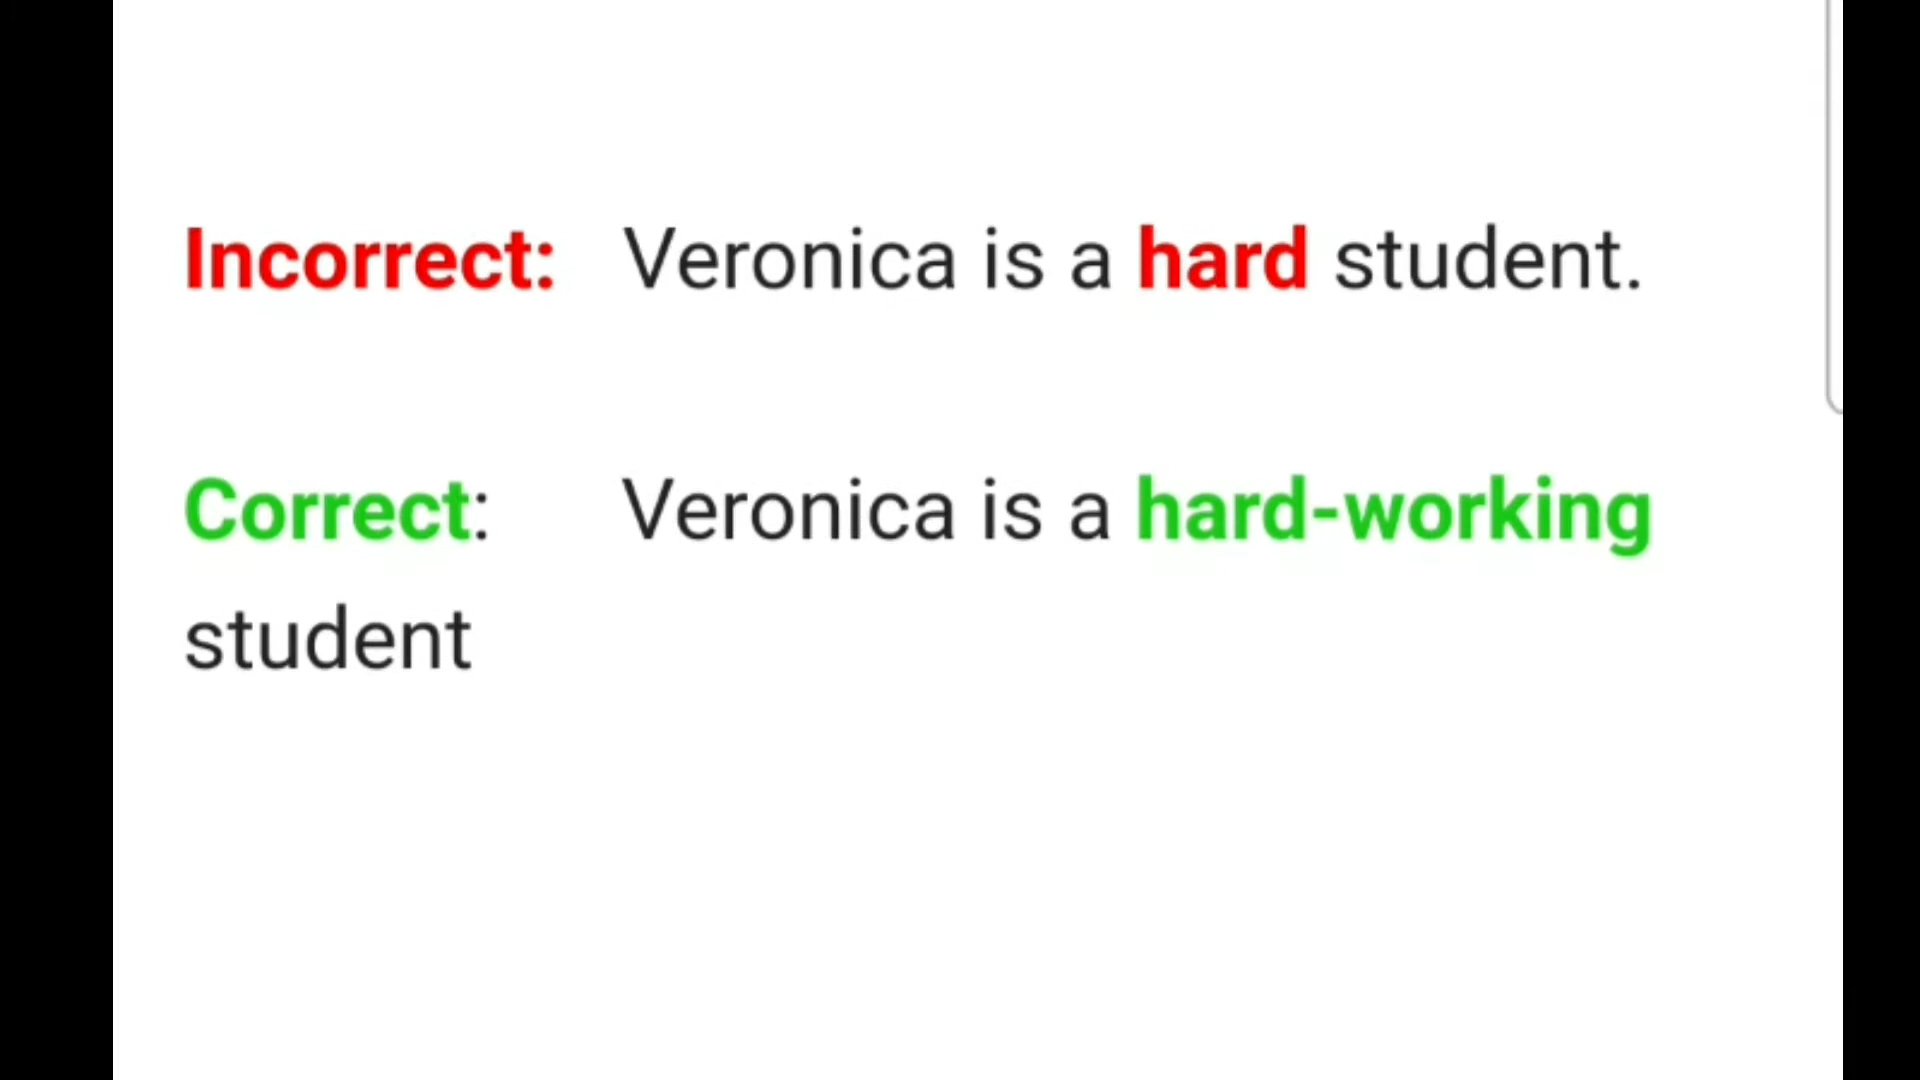 Incorrect: Veronica is a hard student.
Correct: Veronica is a hard-working
student